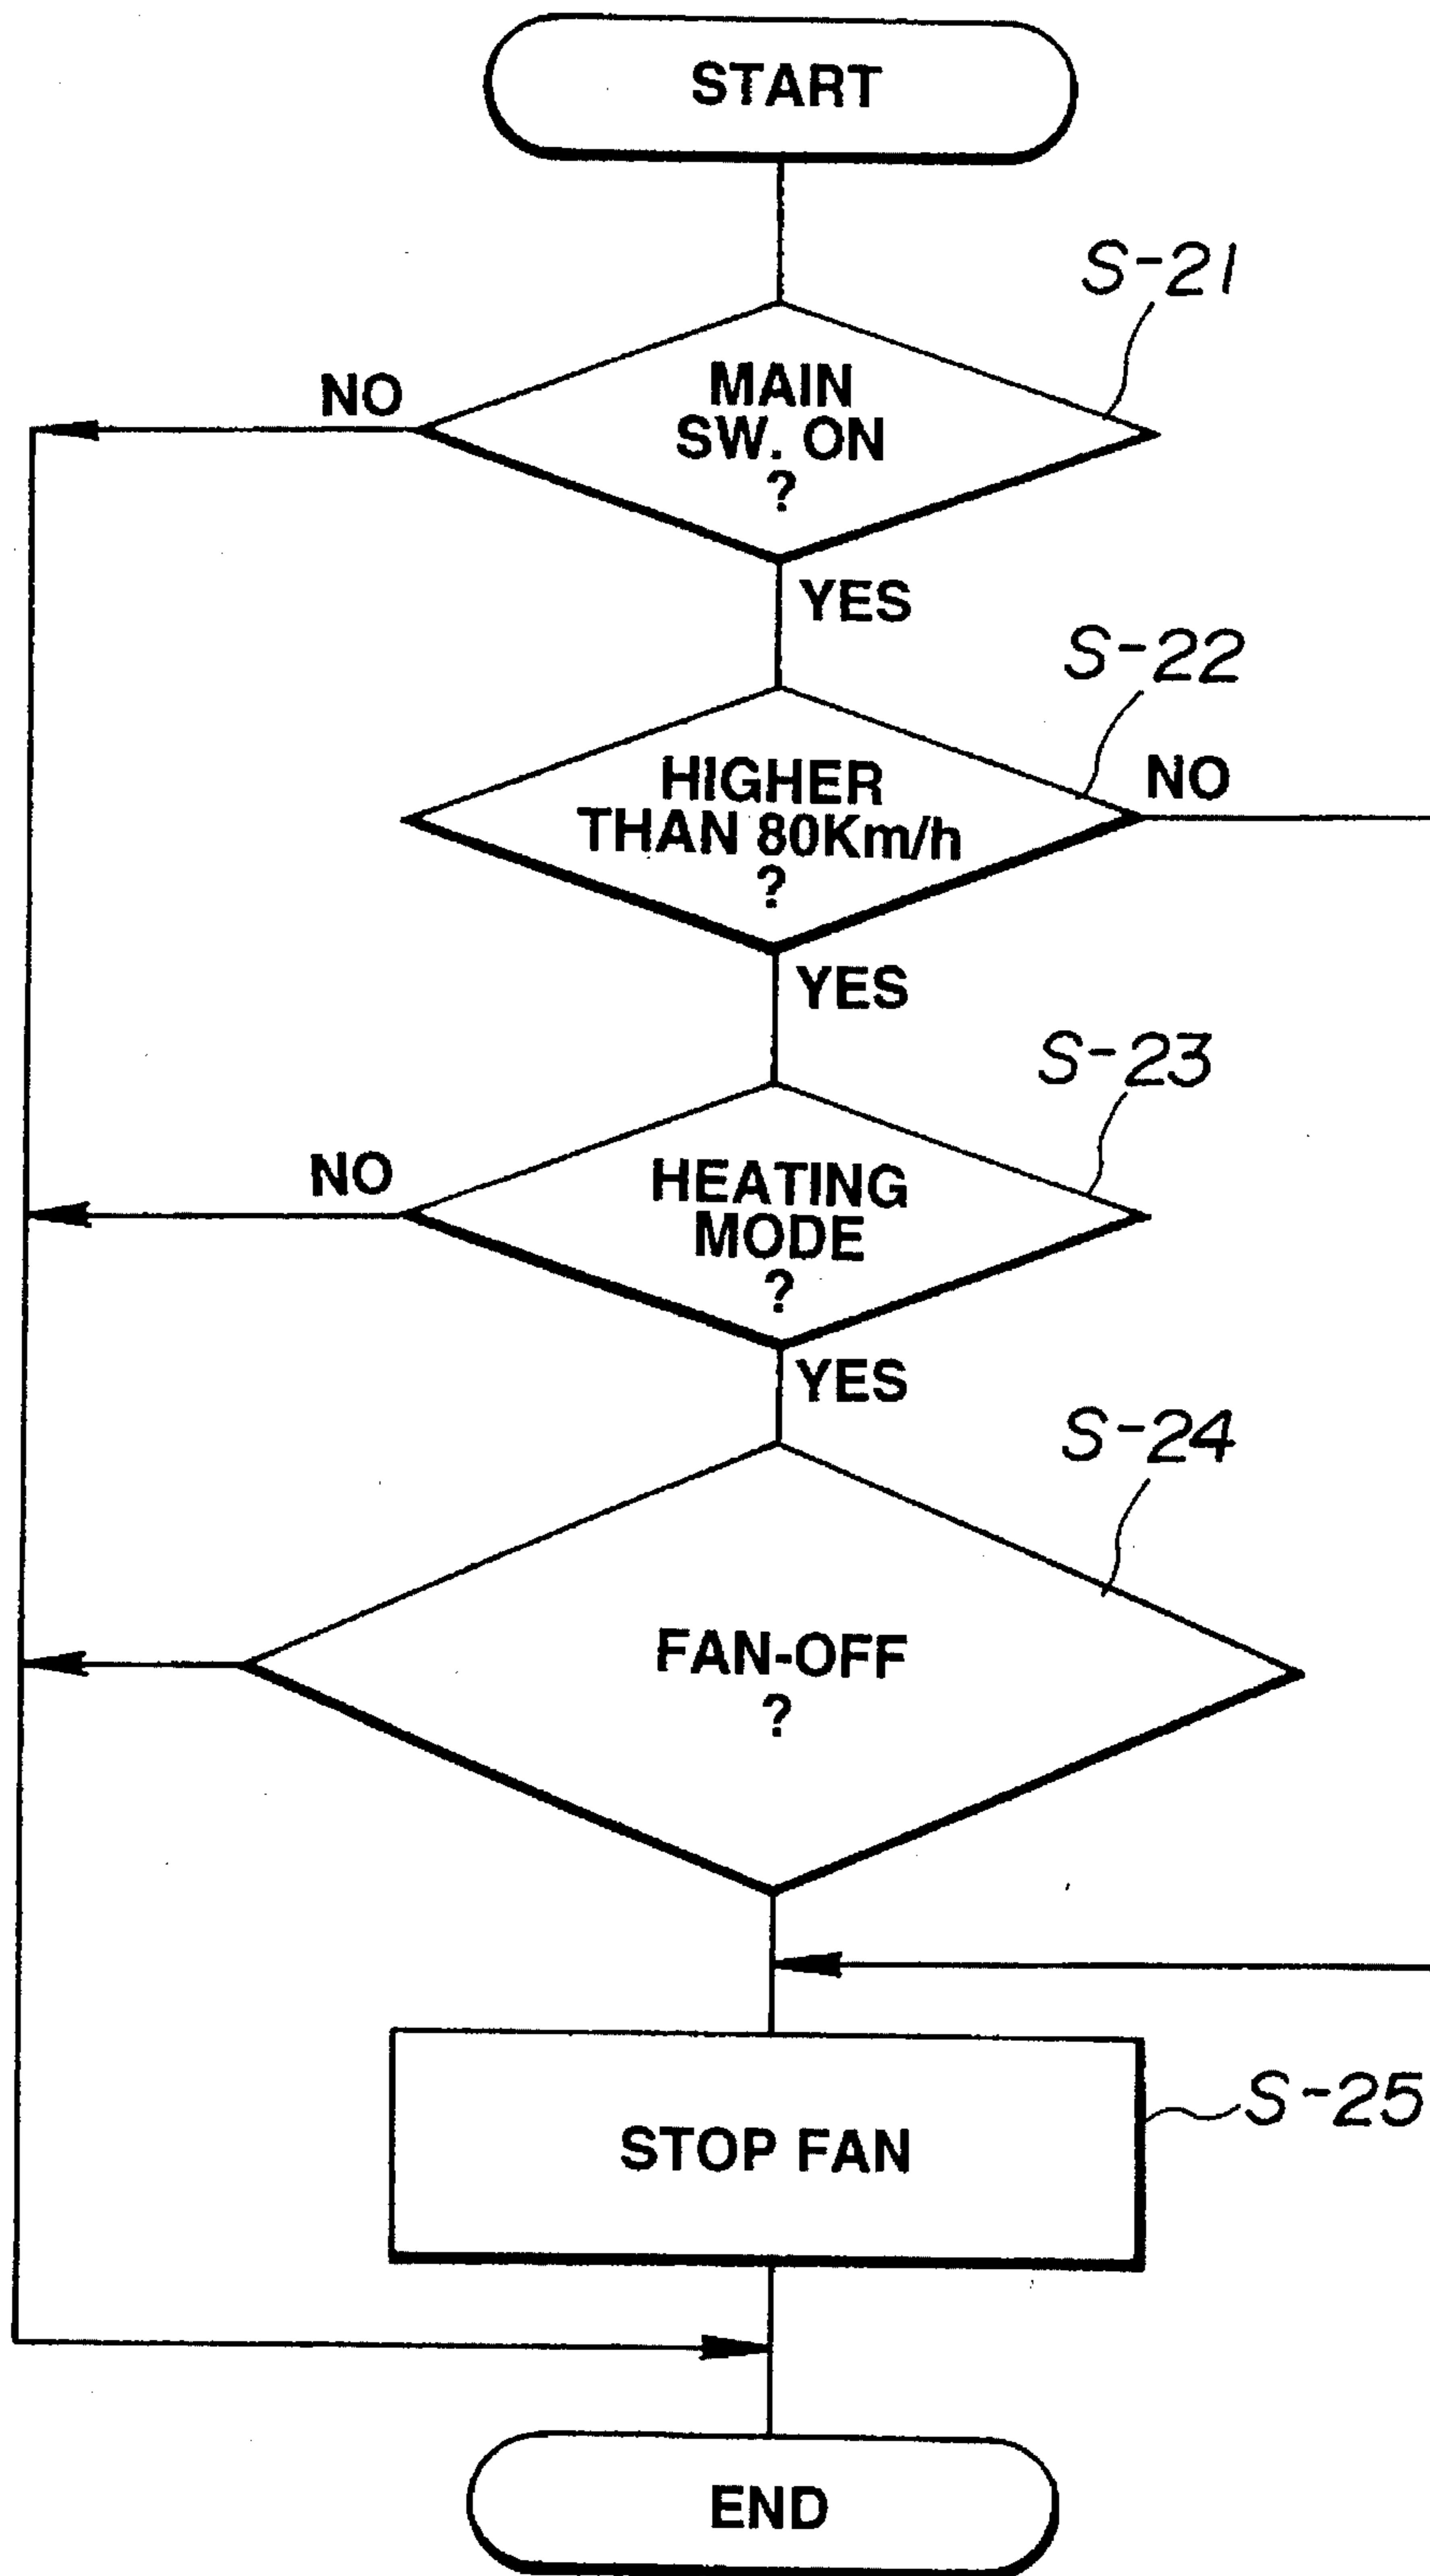 START
S-21
NO
MAIN
SW. ON
?
YES
S-22
HIGHER
THAN 80Km/h
?
NO
YES
S-23
NO
HEATING
MODE
?
YES
S-24
FAN-OFF
?
STOP FAN
S-25
END